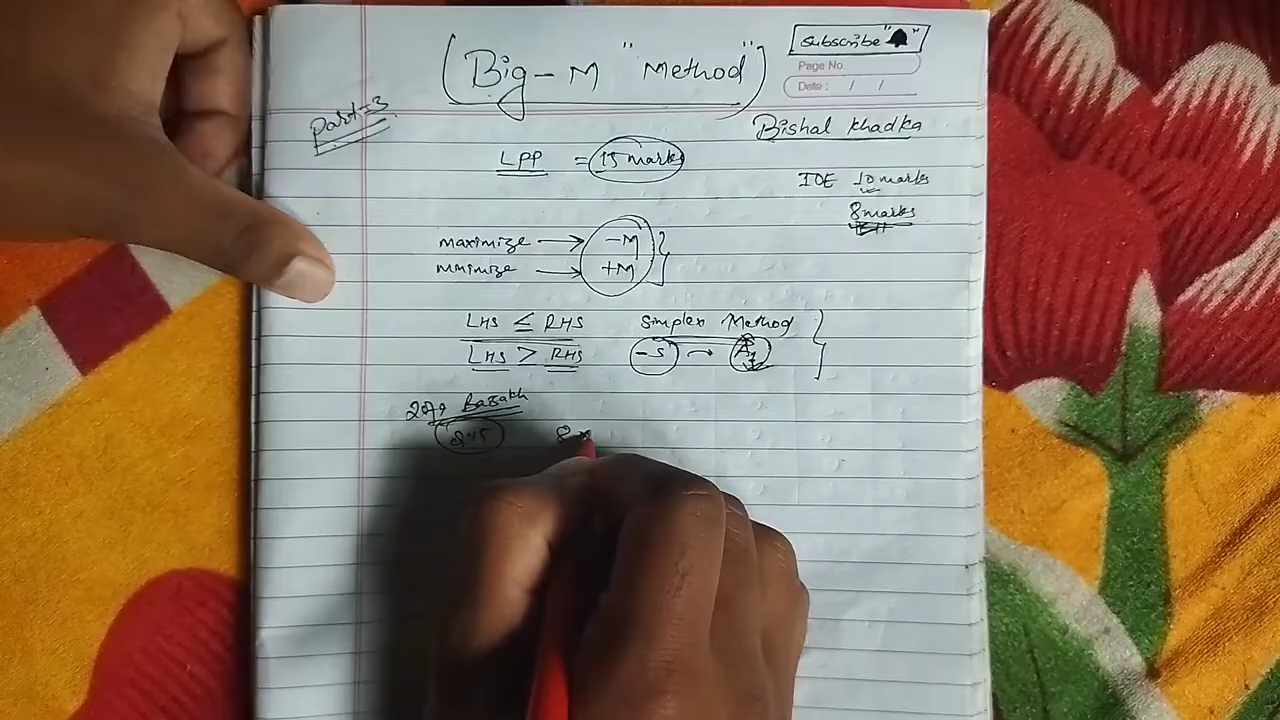 (Big-M "Method")
Subscribe
Page No.
Date : / /
Part-3
Bishal Khadka
LPP = 15 marks
IOE 10 marks
8 marks
maximize → -M
minimize → +M
LHS ≤ RHS Simplex Method
LHS > RHS -S → A1
2079 Baisakh
8